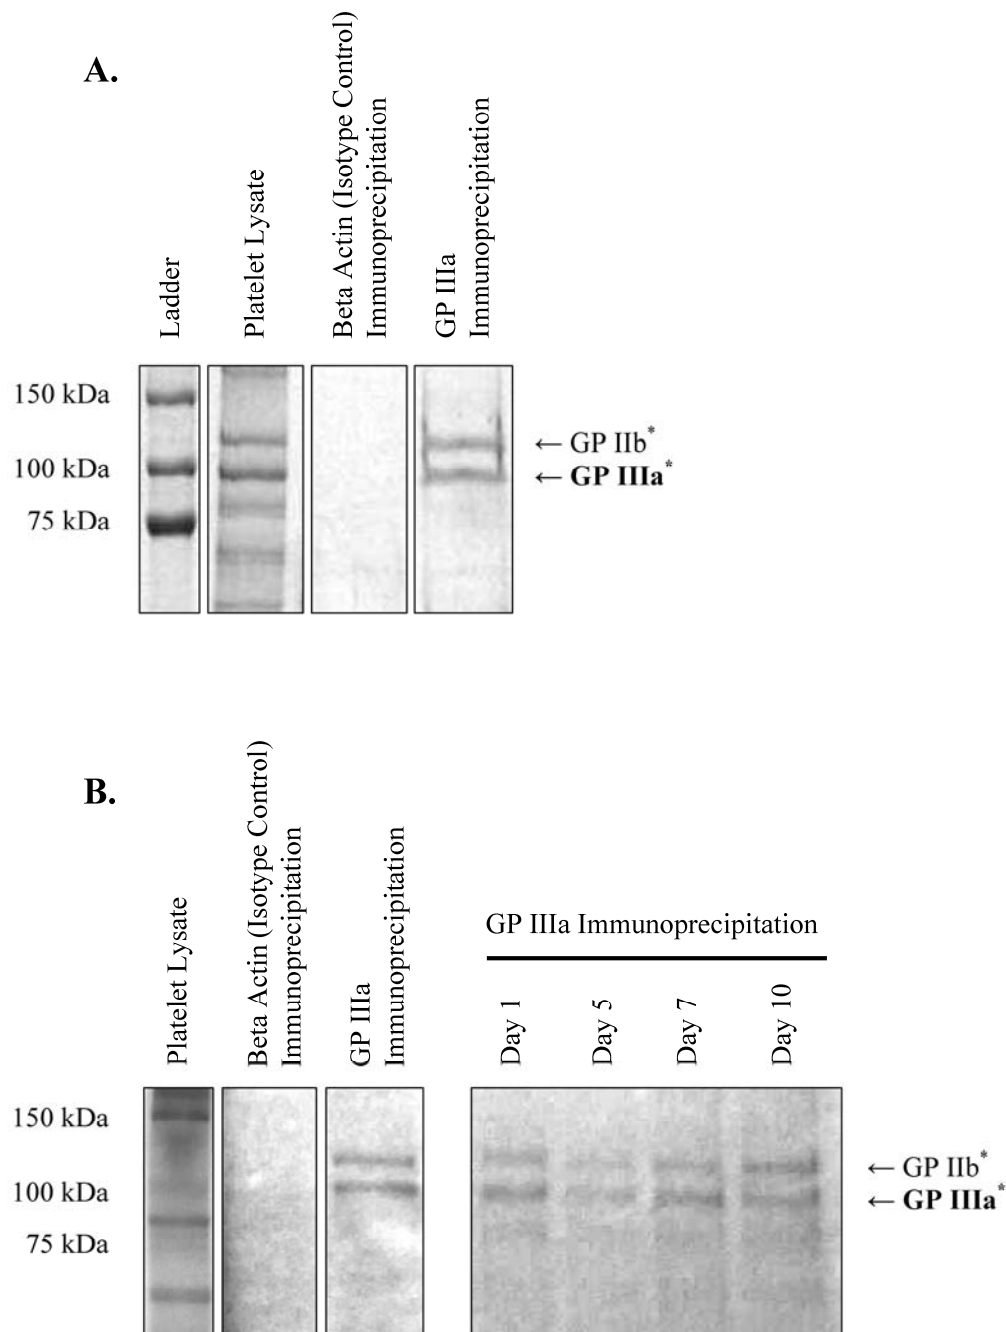 A.
Ladder
Platelet Lysate
Beta Actin (Isotype Control)
Immunoprecipitation
GP IIIa
Immunoprecipitation
150 kDa
100 kDa
75 kDa
← GP IIb*
← GP IIIa*
B.
Platelet Lysate
Beta Actin (Isotype Control)
Immunoprecipitation
GP IIIa
Immunoprecipitation
GP IIIa Immunoprecipitation
Day 1
Day 5
Day 7
Day 10
150 kDa
100 kDa
75 kDa
← GP IIb*
← GP IIIa*